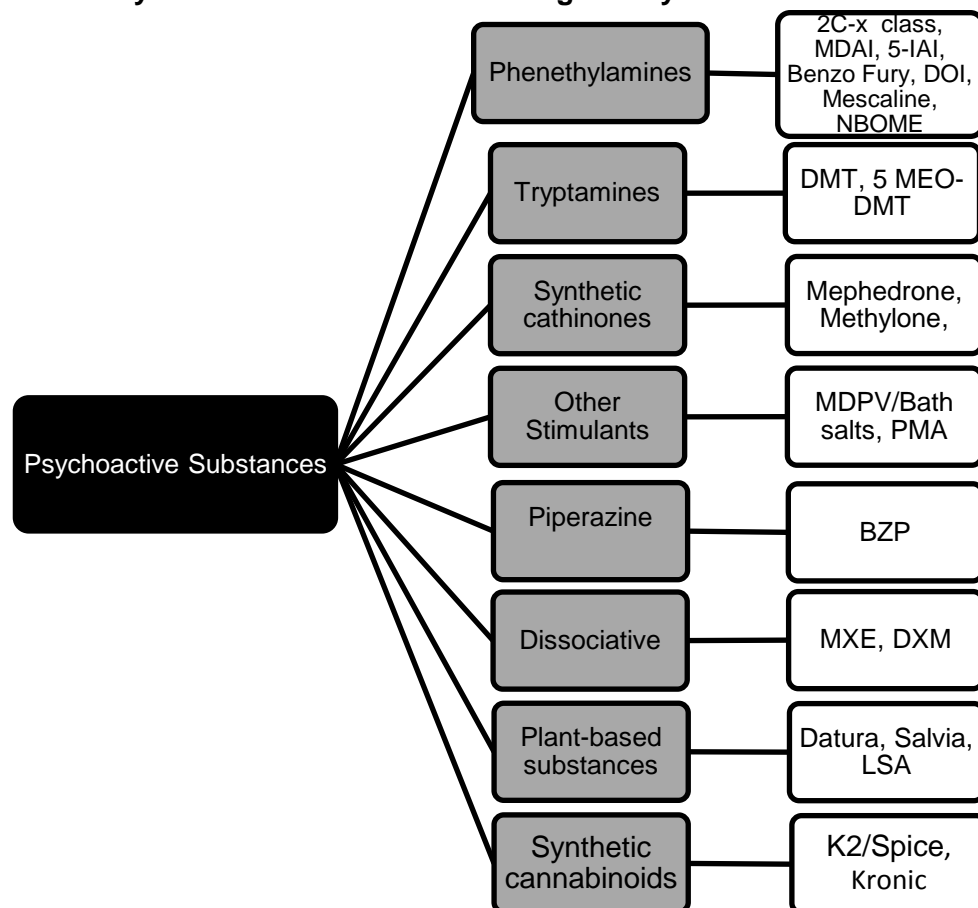 Phenethylamines
2C-x class,
MDAI, 5-IAI,
Benzo Fury, DOI,
Mescaline,
NBOME
Tryptamines
DMT, 5 MEO-
DMT
Synthetic
cathinones
Mephedrone,
Methylone,
Other
Stimulants
MDPV/Bath
salts, PMA
Psychoactive Substances
Piperazine
BZP
Dissociative
MXE, DXM
Plant-based
substances
Datura, Salvia,
LSA
Synthetic
cannabinoids
K2/Spice,
Kronic